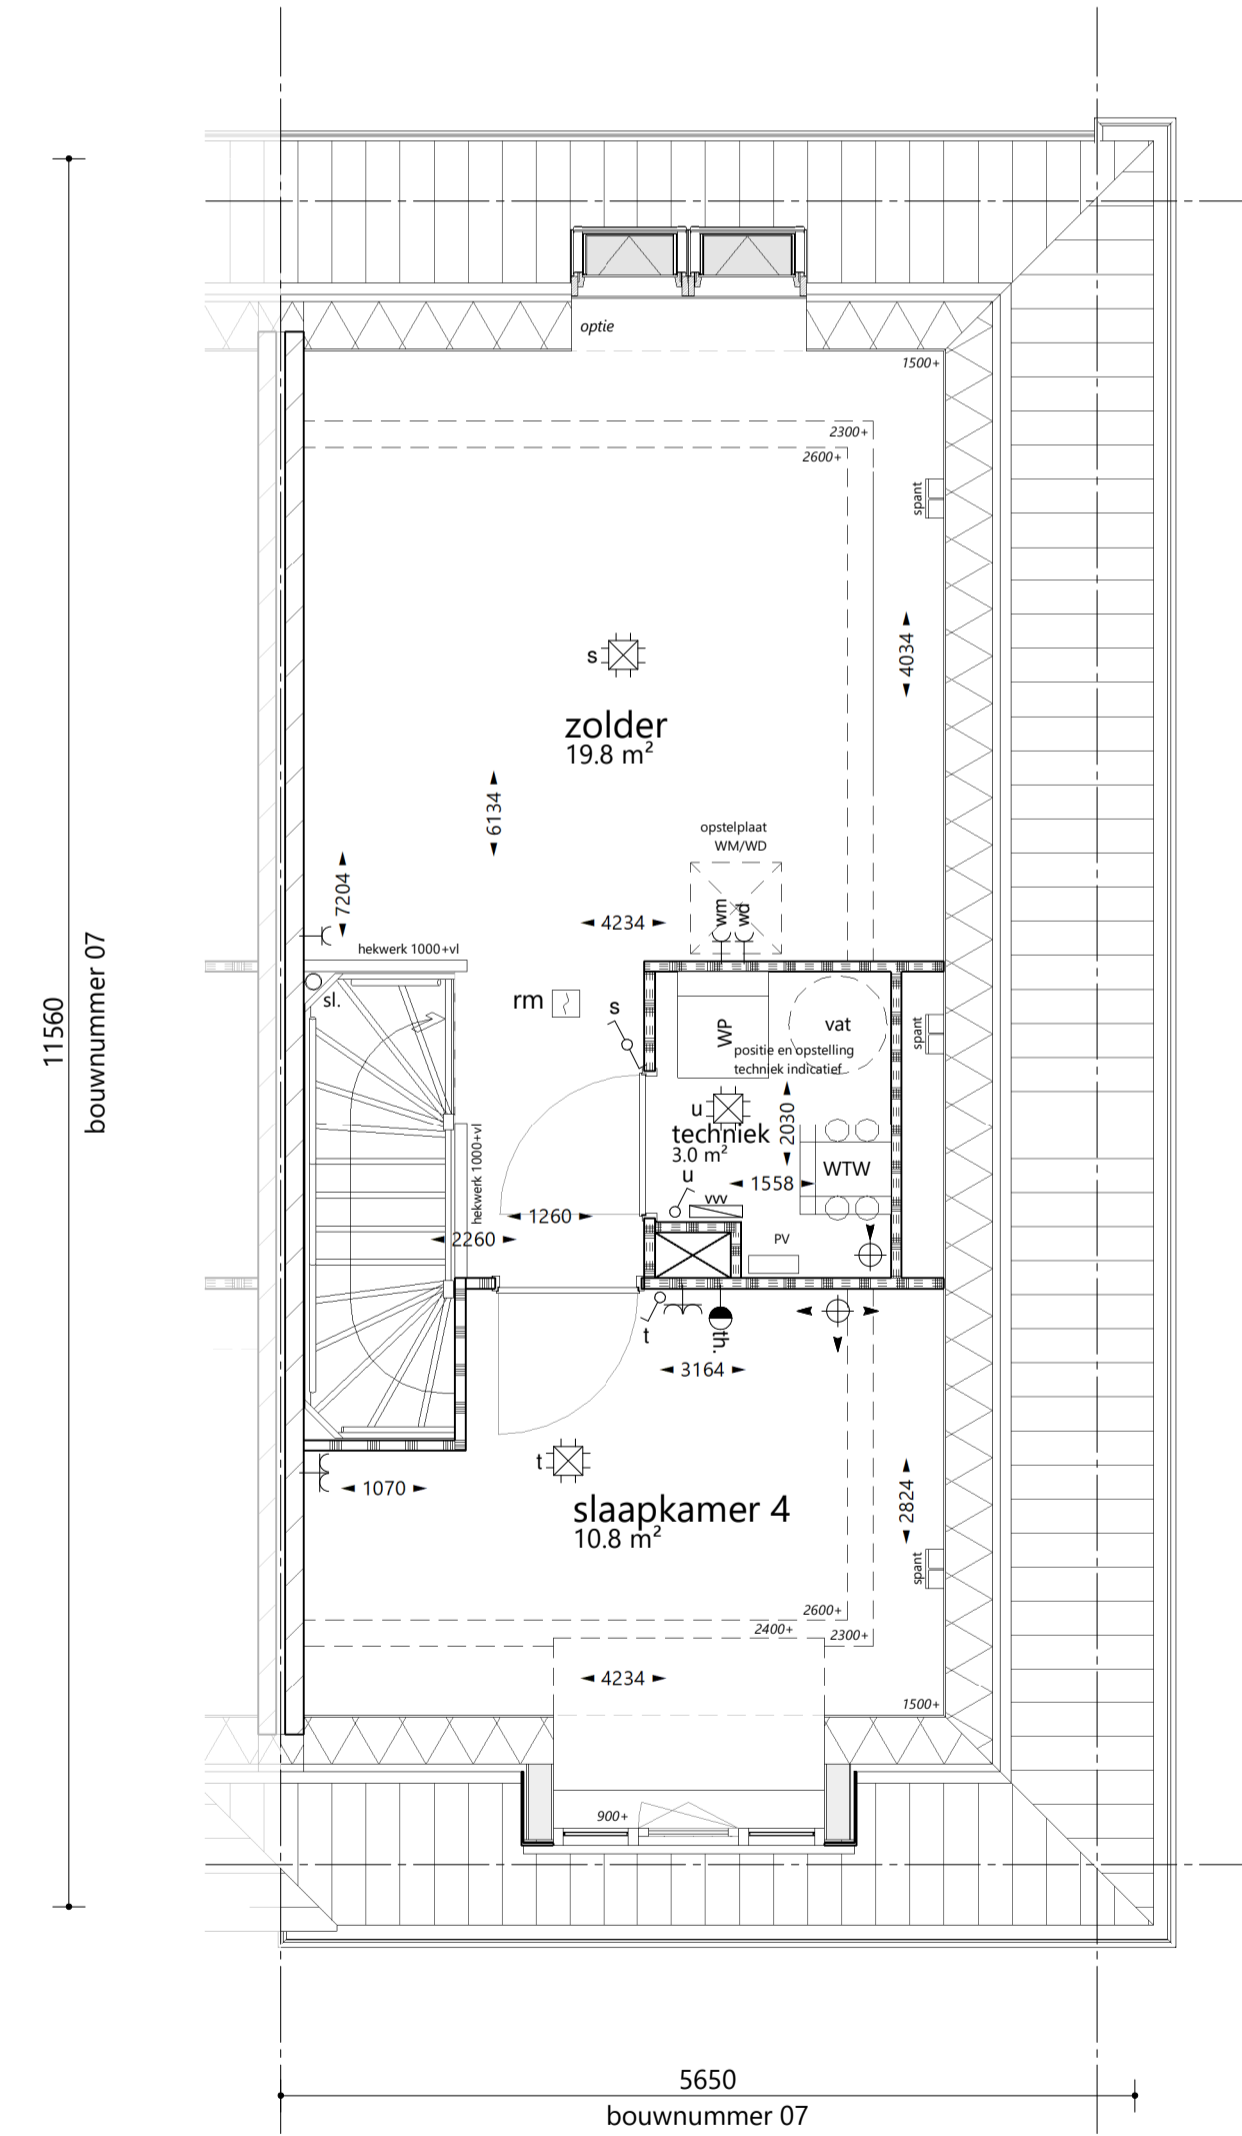 optie
1500+
2300+
2600+
spant
s
4034
zolder
19.8 m²
6134
opstelplaat
WM/WD
7204
wm
wd
4234
hekwerk 1000+vl
sl.
rm
s
WP
vat
spant
positie en opstelling
techniek indicatief
u
2030
techniek
3.0 m²
u
WTW
1558
vvv
hekwerk 1000+vl
1260
2260
PV
t
th.
3164
t
1070
slaapkamer 4
10.8 m²
2824
spant
2600+
2400+
2300+
4234
1500+
900+
11560
bouwnummer 07
5650
bouwnummer 07